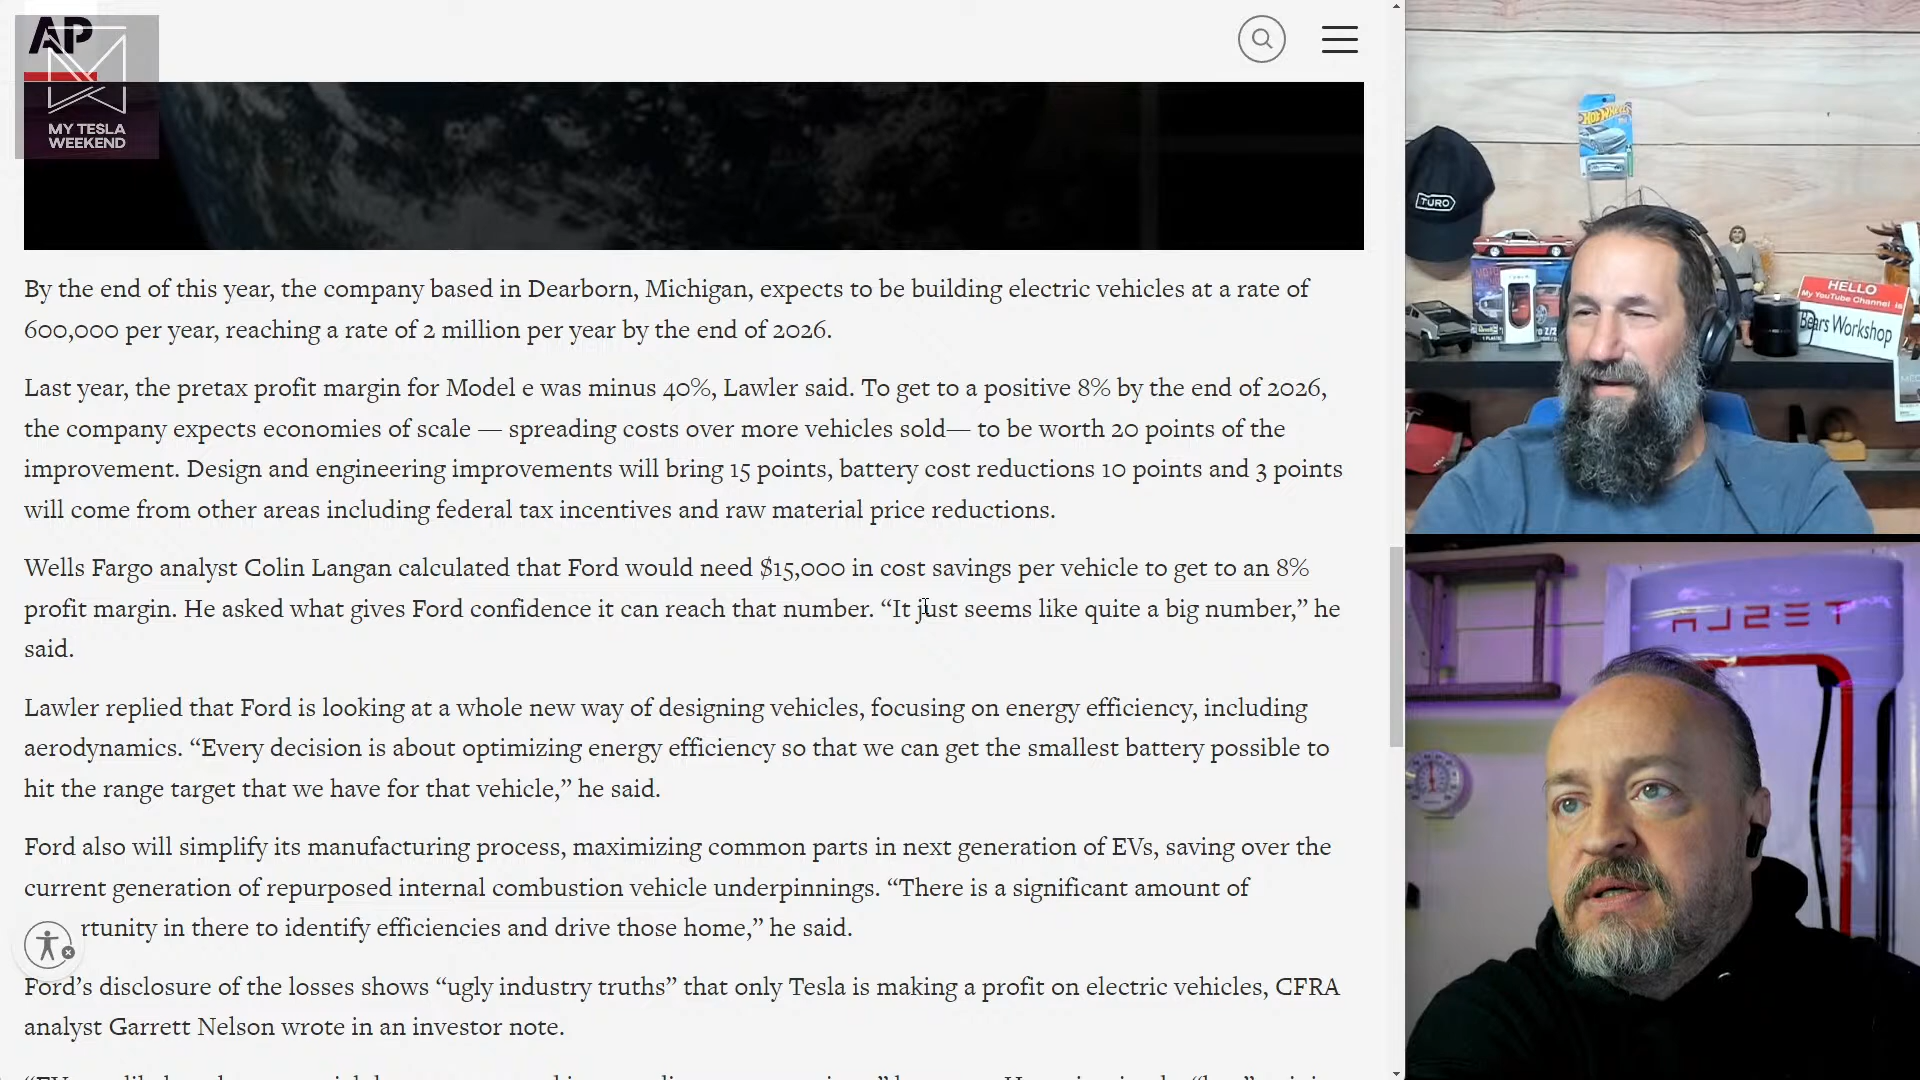 AP
MY TESLA
WEEKEND
By the end of this year, the company based in Dearborn, Michigan, expects to be building electric vehicles at a rate of
600,000 per year, reaching a rate of 2 million per year by the end of 2026.
Last year, the pretax profit margin for Model e was minus 40%, Lawler said. To get to a positive 8% by the end of 2026,
the company expects economies of scale — spreading costs over more vehicles sold— to be worth 20 points of the
improvement. Design and engineering improvements will bring 15 points, battery cost reductions 10 points and 3 points
will come from other areas including federal tax incentives and raw material price reductions.
Wells Fargo analyst Colin Langan calculated that Ford would need $15,000 in cost savings per vehicle to get to an 8%
profit margin. He asked what gives Ford confidence it can reach that number. “It just seems like quite a big number,” he
said.
Lawler replied that Ford is looking at a whole new way of designing vehicles, focusing on energy efficiency, including
aerodynamics. “Every decision is about optimizing energy efficiency so that we can get the smallest battery possible to
hit the range target that we have for that vehicle,” he said.
Ford also will simplify its manufacturing process, maximizing common parts in next generation of EVs, saving over the
current generation of repurposed internal combustion vehicle underpinnings. “There is a significant amount of
rtunity in there to identify efficiencies and drive those home,” he said.
Ford’s disclosure of the losses shows “ugly industry truths” that only Tesla is making a profit on electric vehicles, CFRA
analyst Garrett Nelson wrote in an investor note.
HOT WHEELS
TURO
HELLO
My YouTube Channel is
Bears Workshop
TESLA